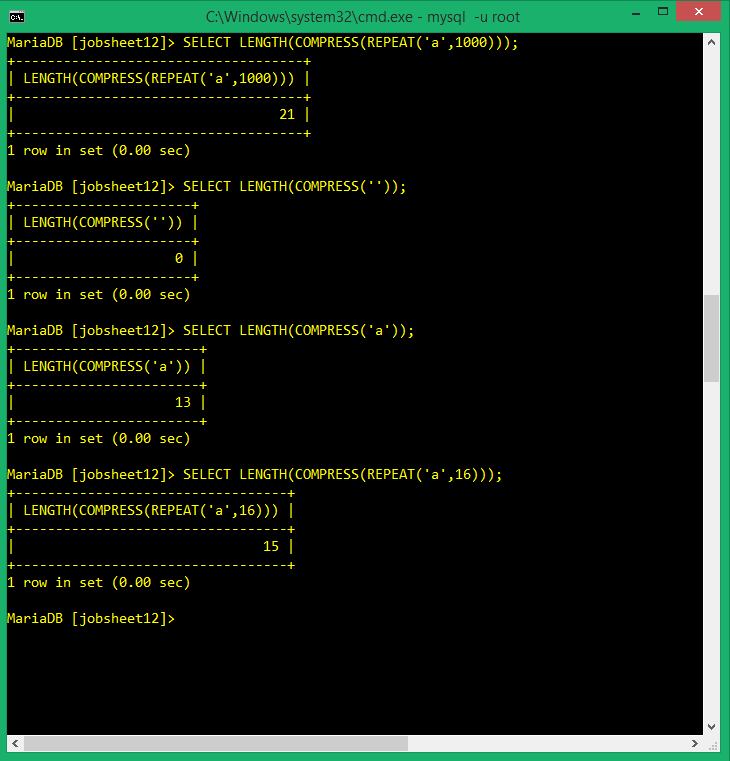 C:\Windows\system32\cmd.exe - mysql  -u root
MariaDB [jobsheet12]> SELECT LENGTH(COMPRESS(REPEAT('a',1000)));
+------------------------------------+
| LENGTH(COMPRESS(REPEAT('a',1000))) |
+------------------------------------+
|                                 21 |
+------------------------------------+
1 row in set (0.00 sec)
MariaDB [jobsheet12]> SELECT LENGTH(COMPRESS(''));
+----------------------+
| LENGTH(COMPRESS('')) |
+----------------------+
|                    0 |
+----------------------+
1 row in set (0.00 sec)
MariaDB [jobsheet12]> SELECT LENGTH(COMPRESS('a'));
+-----------------------+
| LENGTH(COMPRESS('a')) |
+-----------------------+
|                    13 |
+-----------------------+
1 row in set (0.00 sec)
MariaDB [jobsheet12]> SELECT LENGTH(COMPRESS(REPEAT('a',16)));
+----------------------------------+
| LENGTH(COMPRESS(REPEAT('a',16))) |
+----------------------------------+
|                               15 |
+----------------------------------+
1 row in set (0.00 sec)
MariaDB [jobsheet12]>